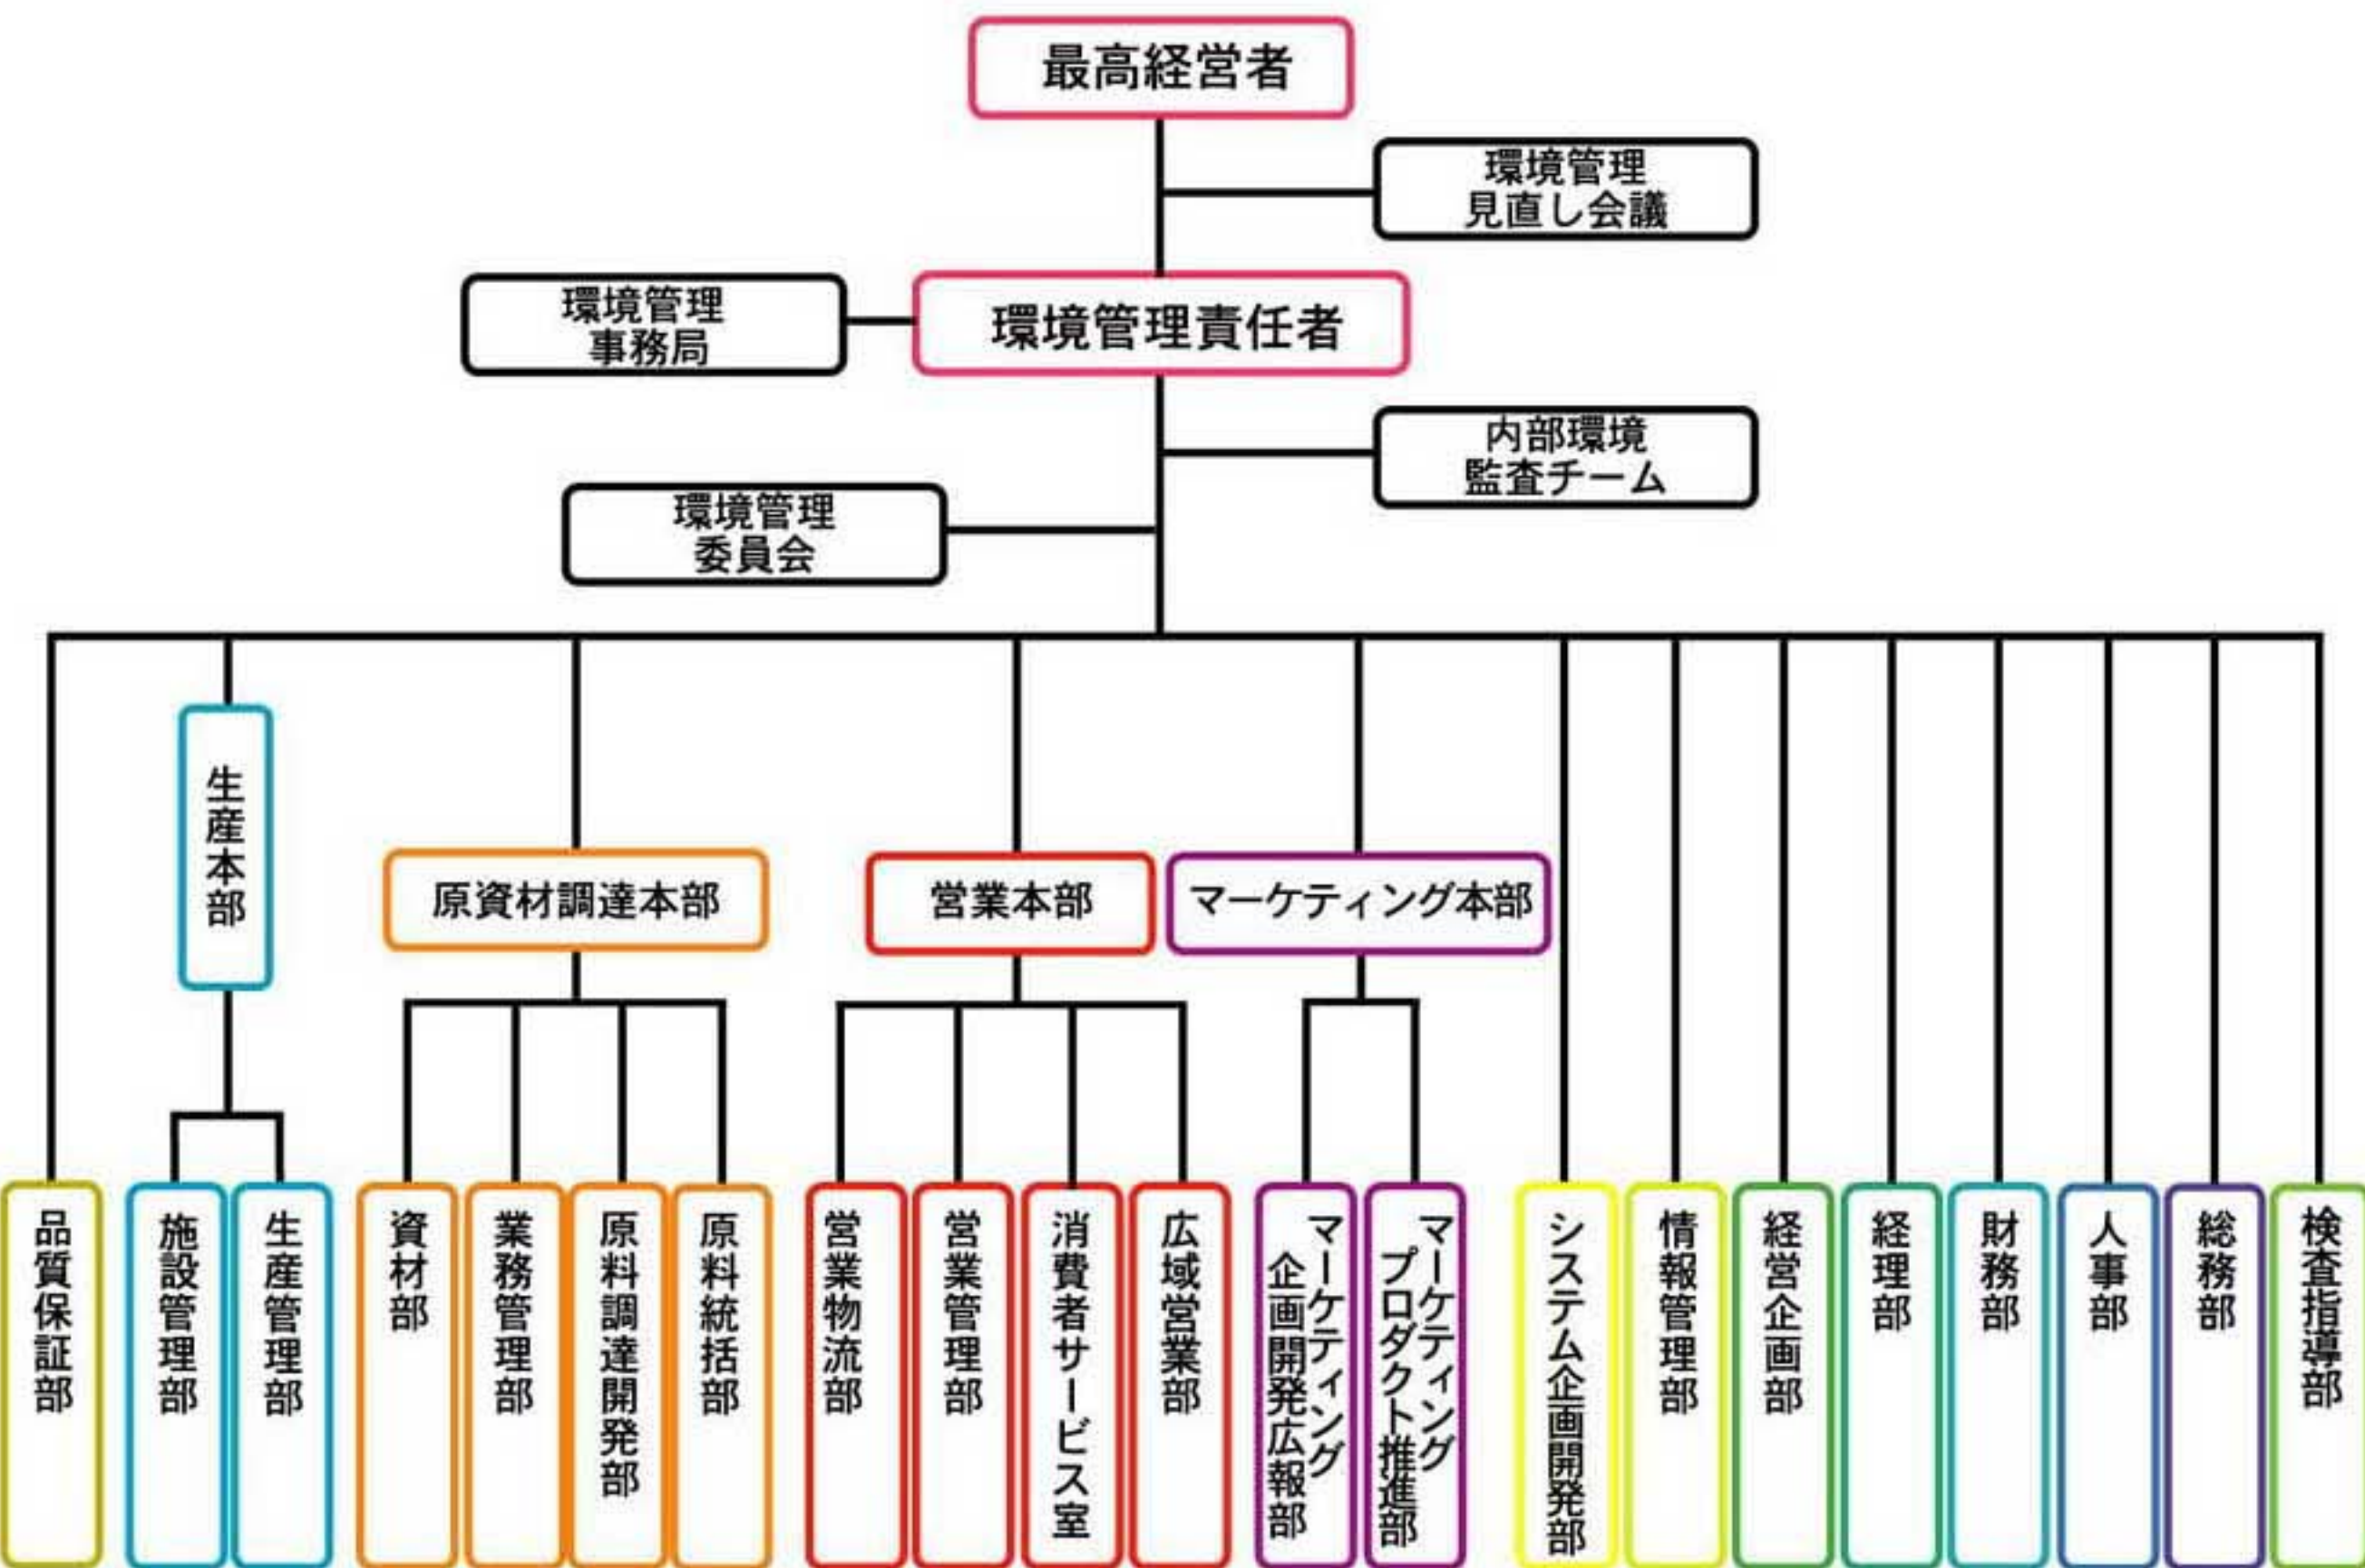 最高経営者
環境管理
見直し会議
環境管理
事務局
環境管理責任者
内部環境
監査チーム
環境管理
委員会
生産本部
原資材調達本部
営業本部
マーケティング本部
品質保証部
施設管理部
生産管理部
資材部
業務管理部
原料調達開発部
原料統括部
営業物流部
営業管理部
消費者サービス室
広域営業部
マーケティング
企画開発広報部
マーケティング
プロダクト推進部
システム企画開発部
情報管理部
経営企画部
経理部
財務部
人事部
総務部
検査指導部